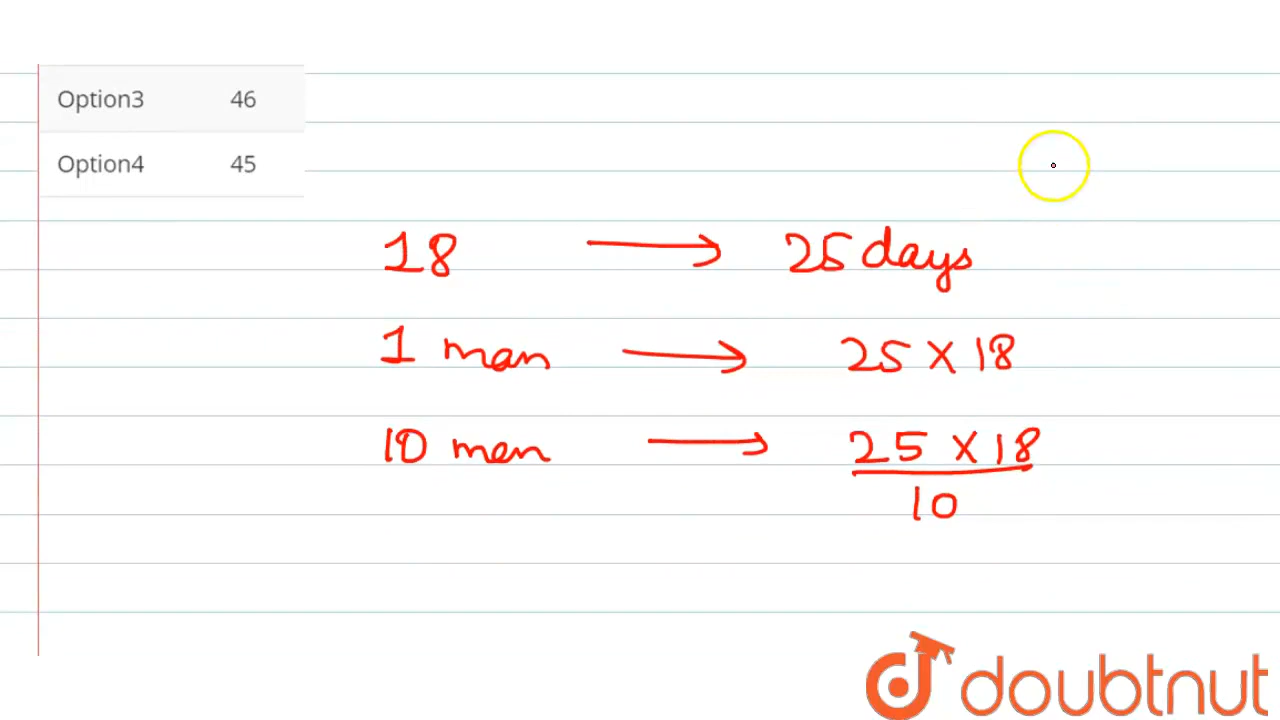 Option3 46
Option4 45
18 → 25 days
1 man → 25 × 18
10 men → 25 × 18
10
doubtnut